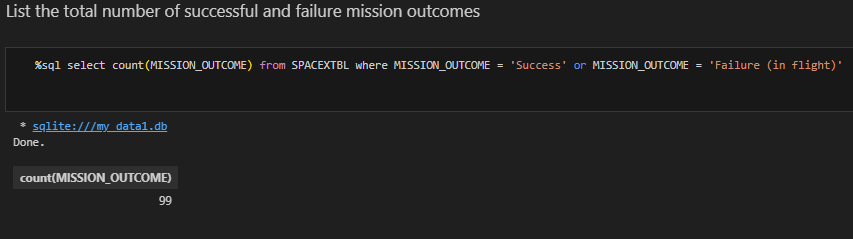 List the total number of successful and failure mission outcomes
%sql select count(MISSION_OUTCOME) from SPACEXTBL where MISSION_OUTCOME = 'Success' or MISSION_OUTCOME = 'Failure (in flight)'
* sqlite:///my_data1.db
Done.
count(MISSION_OUTCOME)
99